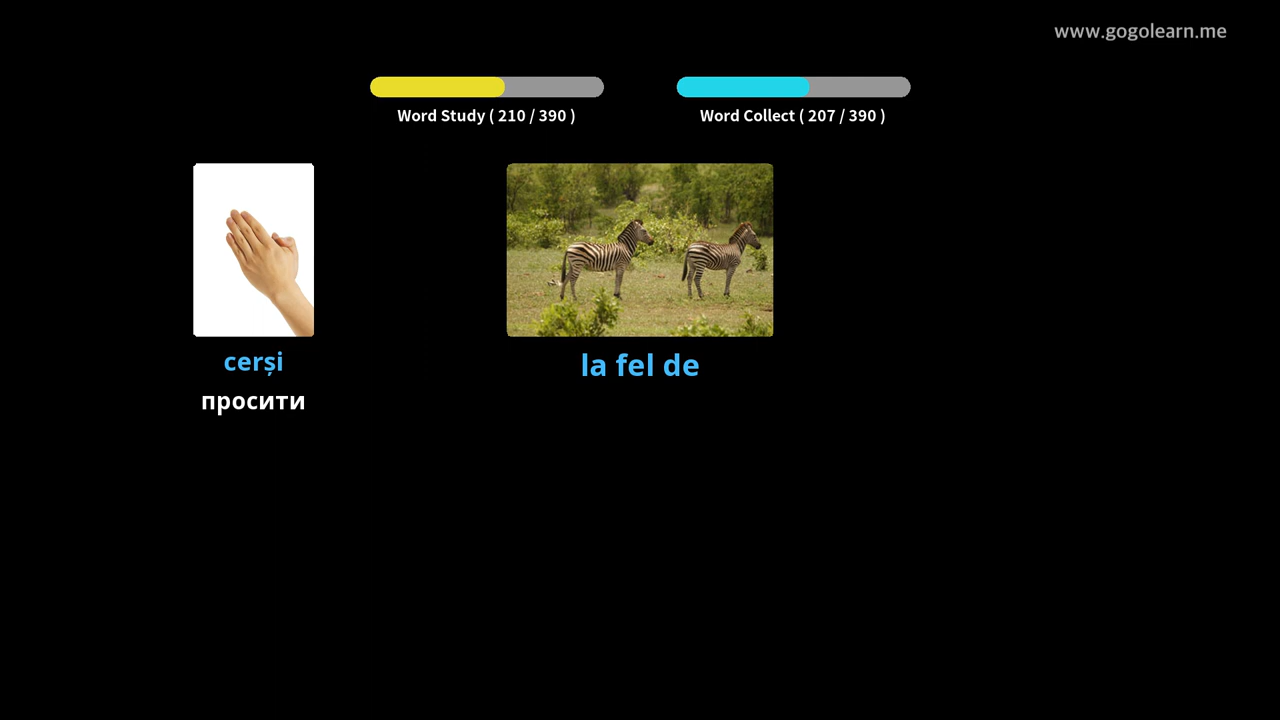 www.gogolearn.me
Word Study ( 210 / 390 )
Word Collect ( 207 / 390 )
cerși
просити
la fel de